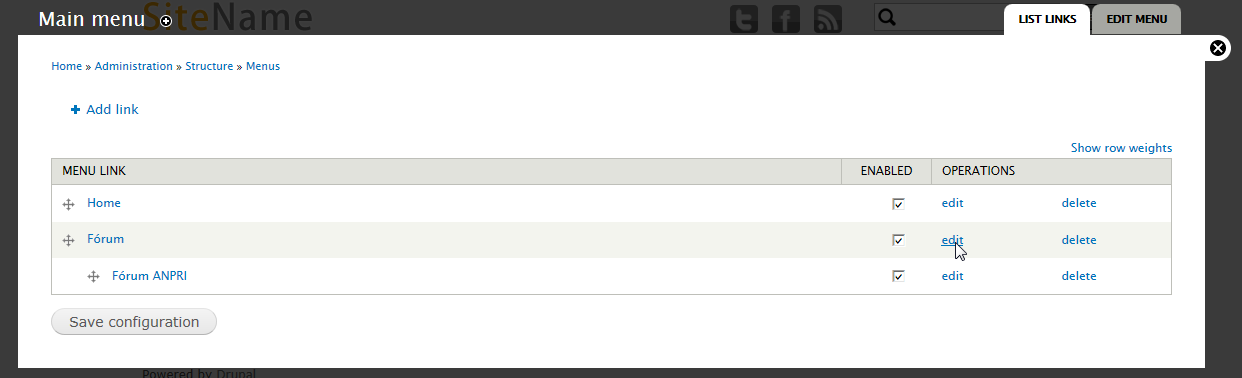 Main menu
SiteName
LIST LINKS
EDIT MENU
Home » Administration » Structure » Menus
Add link
Show row weights
MENU LINK ENABLED OPERATIONS
Home edit delete
Fórum edit delete
Fórum ANPRI edit delete
Save configuration
Powered by Drupal